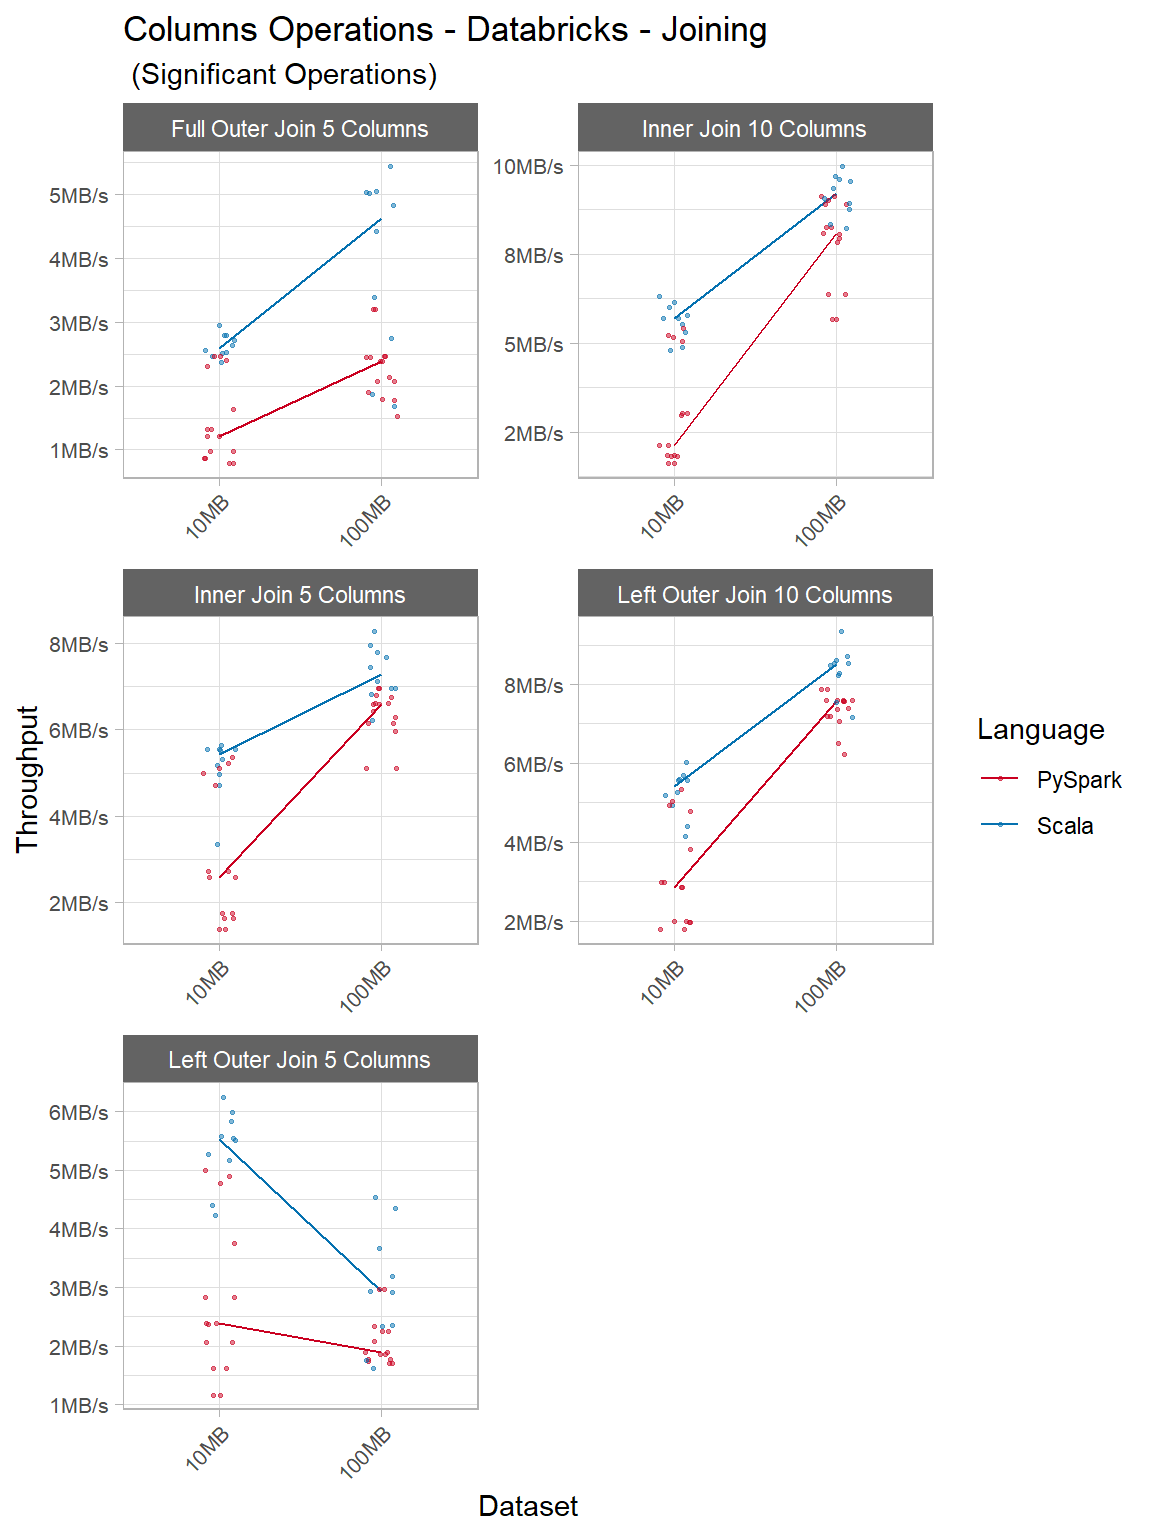 Columns Operations - Databricks - Joining
(Significant Operations)
Full Outer Join 5 Columns
5MB/s
4MB/s
3MB/s
2MB/s
1MB/s
10MB
100MB
Inner Join 10 Columns
10MB/s
8MB/s
5MB/s
2MB/s
10MB
100MB
Inner Join 5 Columns
8MB/s
6MB/s
4MB/s
2MB/s
10MB
100MB
Left Outer Join 10 Columns
8MB/s
6MB/s
4MB/s
2MB/s
10MB
100MB
Left Outer Join 5 Columns
6MB/s
5MB/s
4MB/s
3MB/s
2MB/s
1MB/s
10MB
100MB
Throughput
Dataset
Language
PySpark
Scala